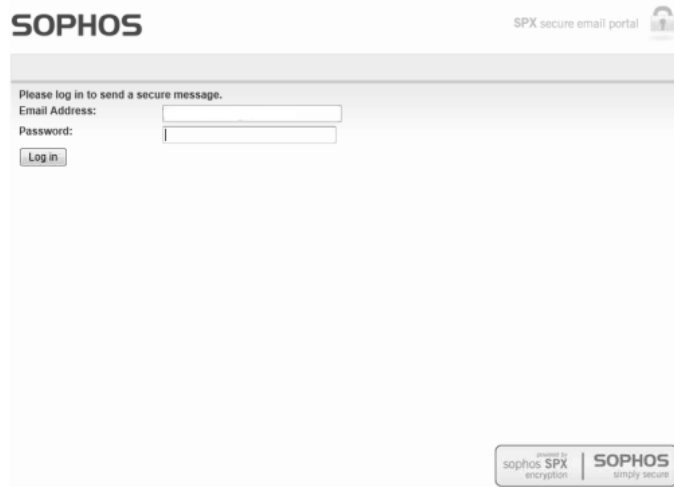 SOPHOS
SPX secure email portal
Please log in to send a secure message.
Email Address:
Password:
Log in
powered by
sophos SPX
encryption
SOPHOS
simply secure